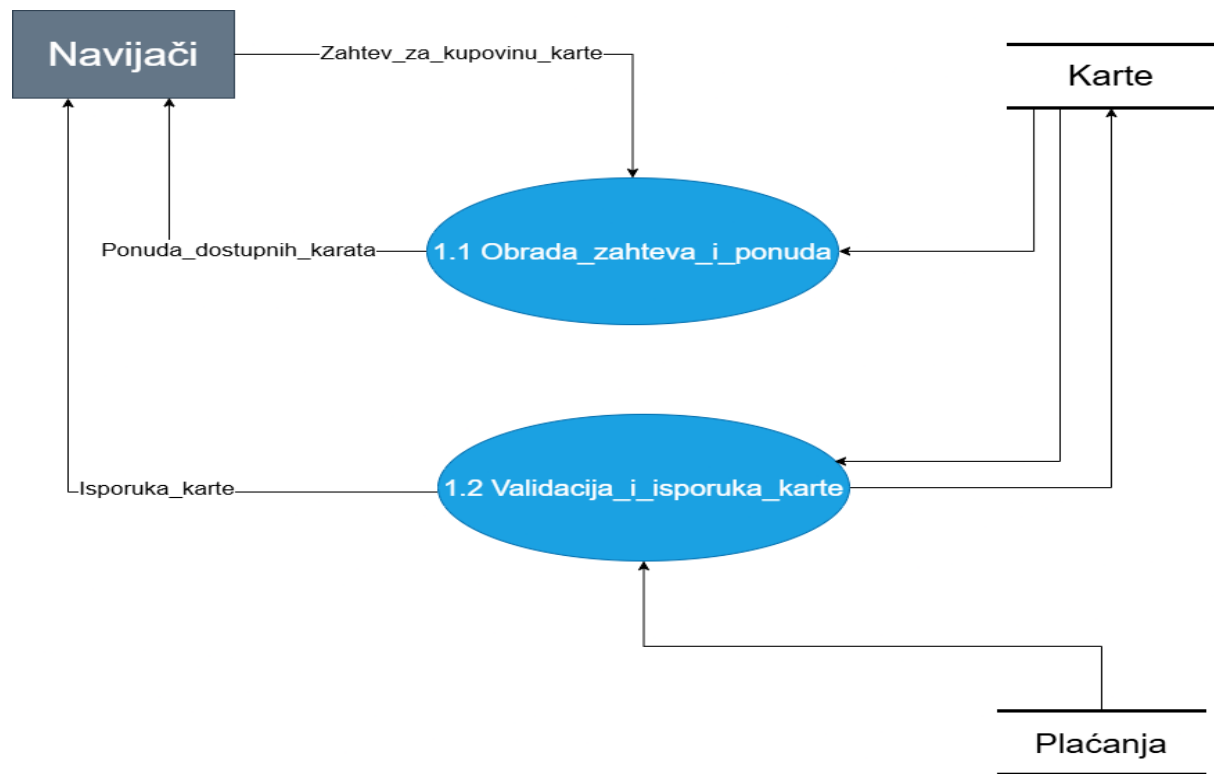 Navijači
Zahtev_za_kupovinu_karte
Karte
Ponuda_dostupnih_karata
1.1 Obrada_zahteva_i_ponuda
Isporuka_karte
1.2 Validacija_i_isporuka_karte
Plaćanja